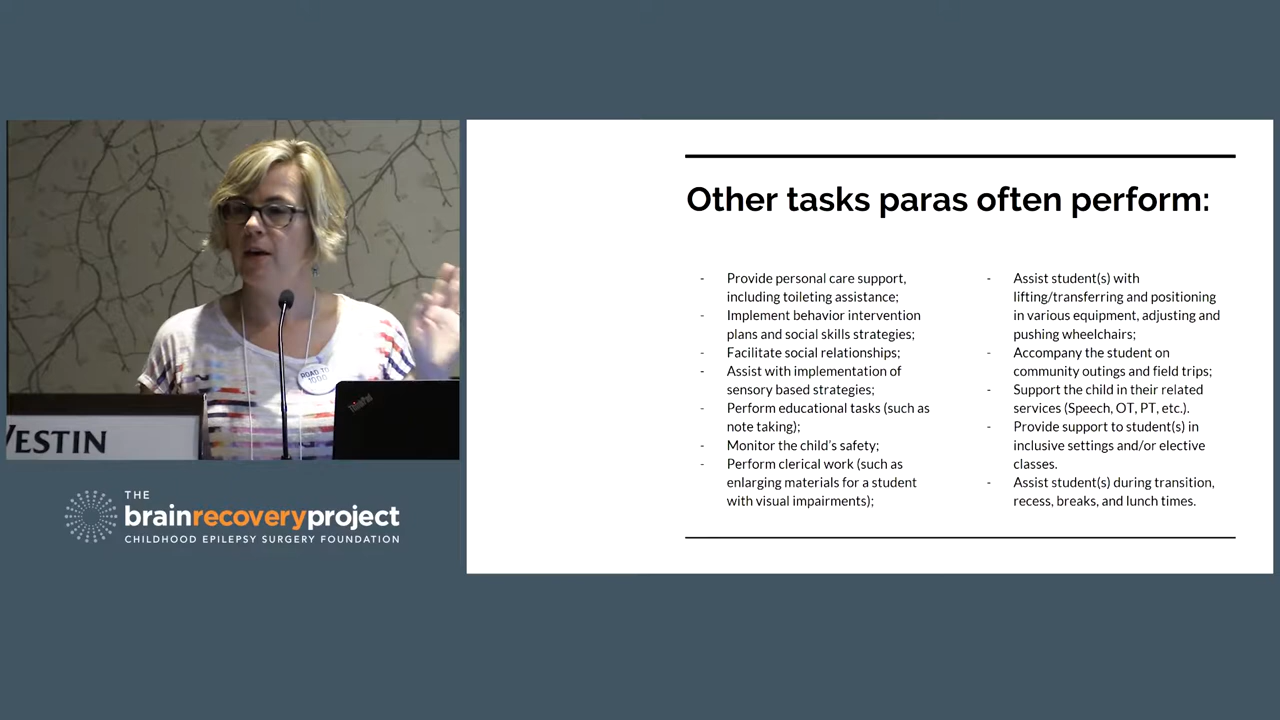 Other tasks paras often perform:
- Provide personal care support,
including toileting assistance;
- Implement behavior intervention
plans and social skills strategies;
- Facilitate social relationships;
- Assist with implementation of
sensory based strategies;
- Perform educational tasks (such as
note taking);
- Monitor the child's safety;
- Perform clerical work (such as
enlarging materials for a student
with visual impairments);
- Assist student(s) with
lifting/transferring and positioning
in various equipment, adjusting and
pushing wheelchairs;
- Accompany the student on
community outings and field trips;
- Support the child in their related
services (Speech, OT, PT, etc.).
- Provide support to student(s) in
inclusive settings and/or elective
classes.
- Assist student(s) during transition,
recess, breaks, and lunch times.
ROAD TO
1000
ThinkPad
VESTIN
THE
brainrecoveryproject
CHILDHOOD EPILEPSY SURGERY FOUNDATION